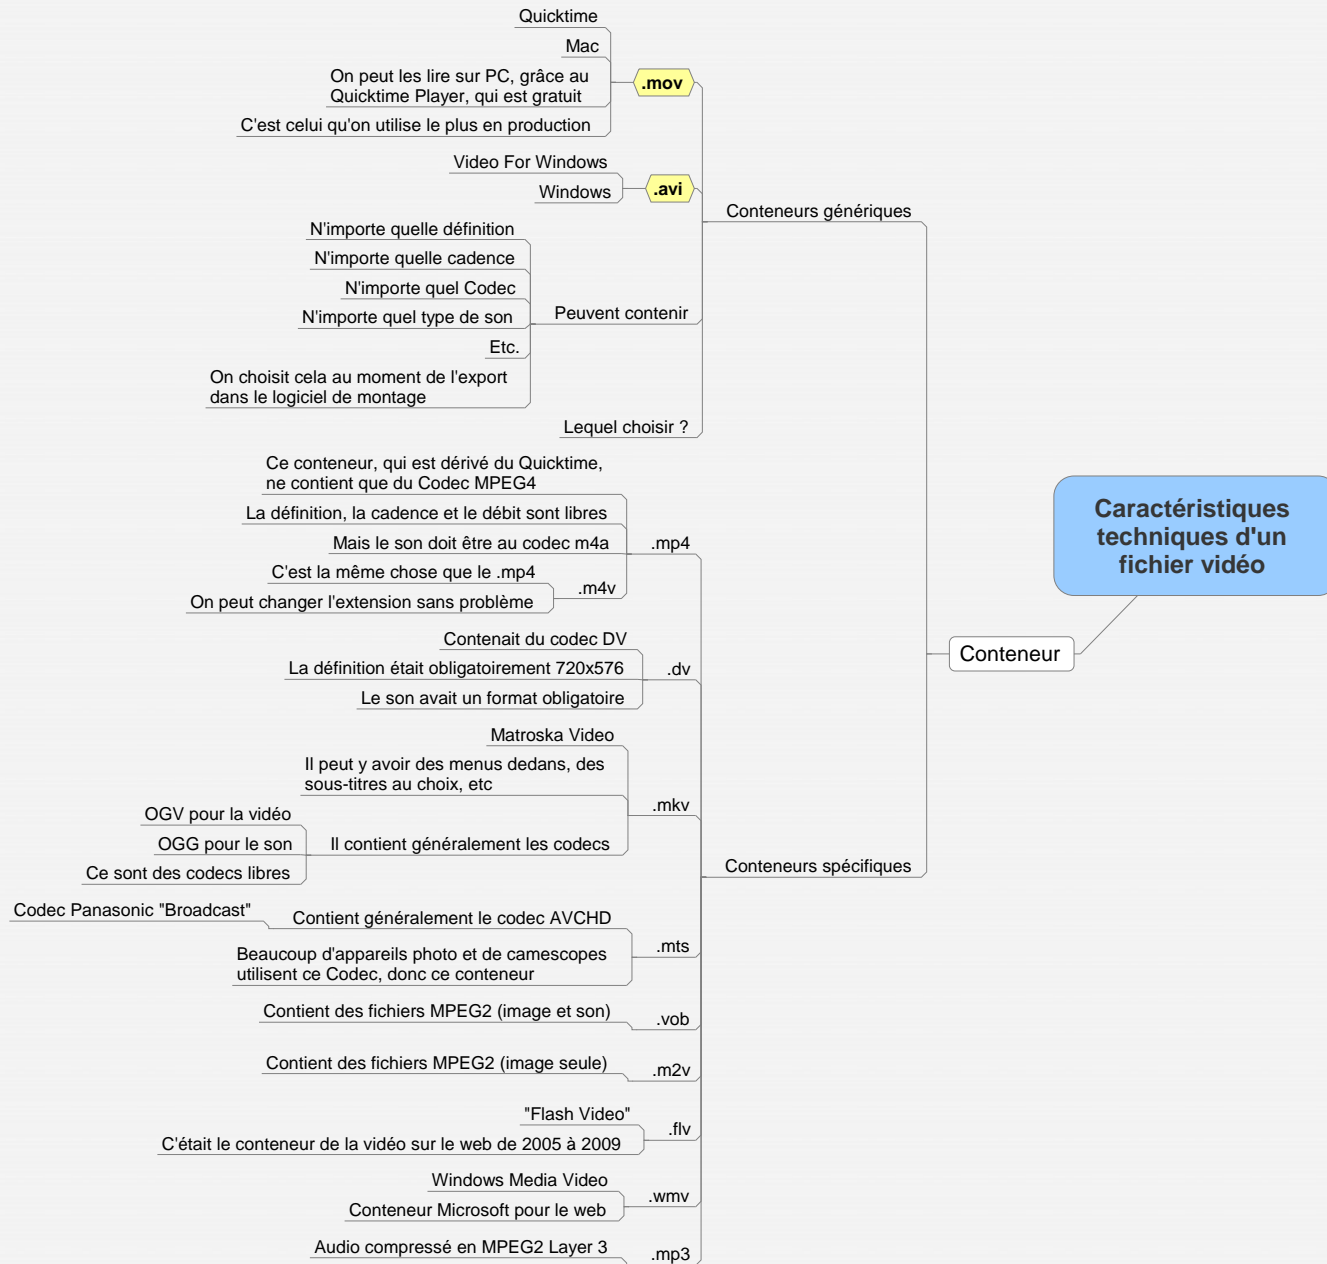 Caractéristiques
techniques d'un
fichier vidéo
Conteneur
Conteneurs génériques
.mov
Quicktime
Mac
On peut les lire sur PC, grâce au
Quicktime Player, qui est gratuit
C'est celui qu'on utilise le plus en production
.avi
Video For Windows
Windows
Peuvent contenir
N'importe quelle définition
N'importe quelle cadence
N'importe quel Codec
N'importe quel type de son
Etc.
On choisit cela au moment de l'export
dans le logiciel de montage
Lequel choisir ?
Conteneurs spécifiques
.mp4
Ce conteneur, qui est dérivé du Quicktime,
ne contient que du Codec MPEG4
La définition, la cadence et le débit sont libres
Mais le son doit être au codec m4a
.m4v
C'est la même chose que le .mp4
On peut changer l'extension sans problème
.dv
Contenait du codec DV
La définition était obligatoirement 720x576
Le son avait un format obligatoire
.mkv
Matroska Video
Il peut y avoir des menus dedans, des
sous-titres au choix, etc
Il contient généralement les codecs
OGV pour la vidéo
OGG pour le son
Ce sont des codecs libres
.mts
Contient généralement le codec AVCHD
Codec Panasonic "Broadcast"
Beaucoup d'appareils photo et de camescopes
utilisent ce Codec, donc ce conteneur
.vob
Contient des fichiers MPEG2 (image et son)
.m2v
Contient des fichiers MPEG2 (image seule)
.flv
"Flash Video"
C'était le conteneur de la vidéo sur le web de 2005 à 2009
.wmv
Windows Media Video
Conteneur Microsoft pour le web
.mp3
Audio compressé en MPEG2 Layer 3